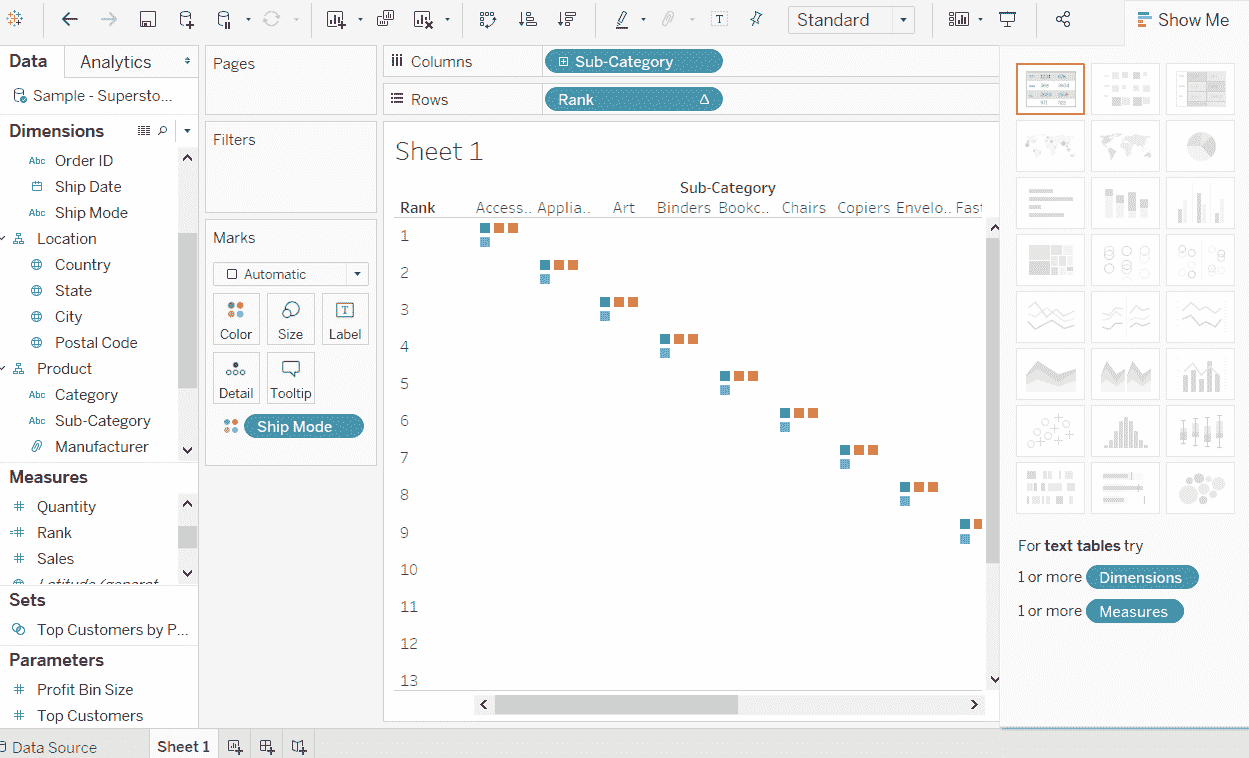 Standard
Show Me
Data
Analytics
Sample - Supersto...
Dimensions
Abc Order ID
Ship Date
Abc Ship Mode
Location
Country
State
City
Postal Code
Product
Abc Category
Abc Sub-Category
Manufacturer
Measures
# Quantity
=# Rank
# Sales
Sets
Top Customers by P...
Parameters
# Profit Bin Size
# Top Customers
Pages
Filters
Marks
Automatic
Color Size Label
Detail Tooltip
Ship Mode
Columns Sub-Category
Rows Rank Δ
Sheet 1
Sub-Category
Rank Access.. Applia.. Art Binders Bookc.. Chairs Copiers Envelo.. Fast
1
2
3
4
5
6
7
8
9
10
11
12
13
For text tables try
1 or more Dimensions
1 or more Measures
Data Source
Sheet 1